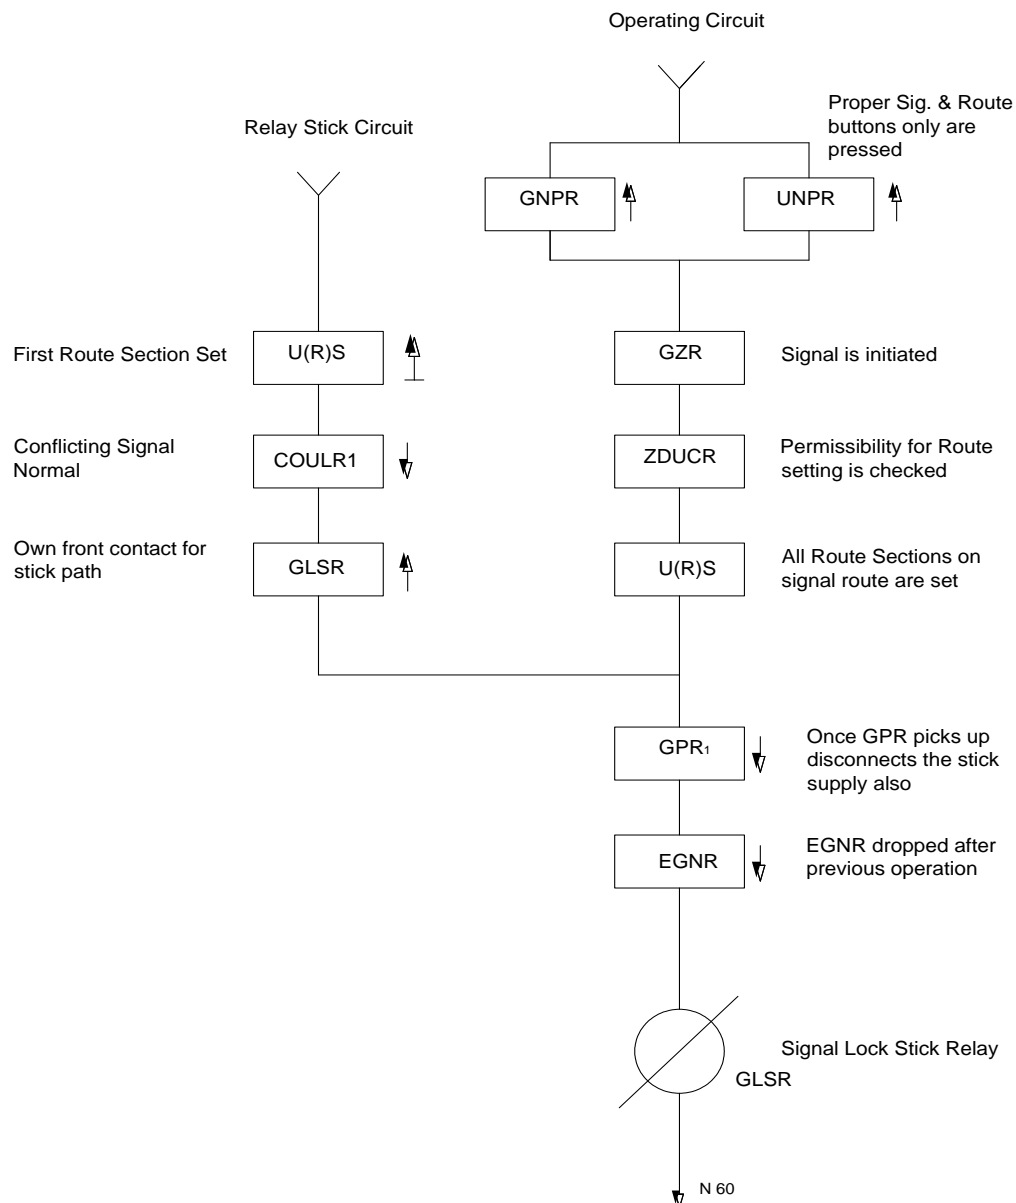 Operating Circuit
Proper Sig. & Route
buttons only are
pressed
Relay Stick Circuit
GNPR
UNPR
First Route Section Set
U(R)S
GZR
Signal is initiated
Conflicting Signal
Normal
COULR1
ZDUCR
Permissibility for Route
setting is checked
Own front contact for
stick path
GLSR
U(R)S
All Route Sections on
signal route are set
GPR1
Once GPR picks up
disconnects the stick
supply also
EGNR
EGNR dropped after
previous operation
Signal Lock Stick Relay
GLSR
N 60